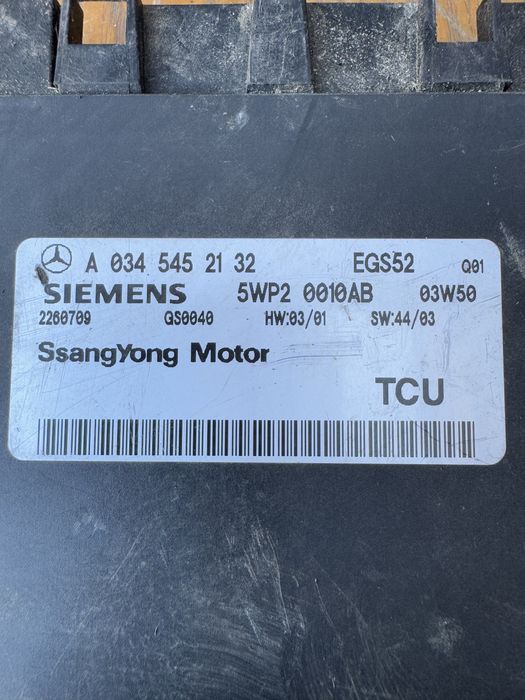 A 034 545 21 32 EGS52 Q01
SIEMENS 5WP2 0010AB 03W50
2260709 GS0040 HW:03/01 SW:44/03
SsangYong Motor
TCU